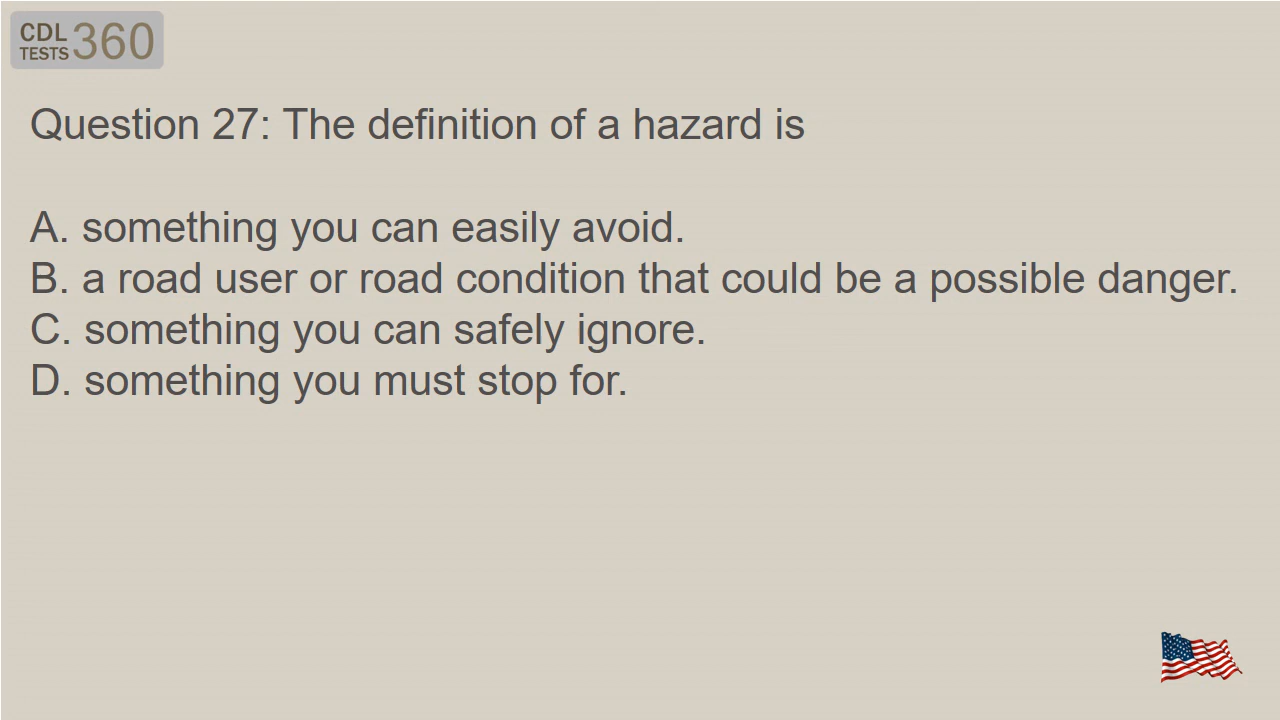 CDL
TESTS 360
Question 27: The definition of a hazard is
A. something you can easily avoid.
B. a road user or road condition that could be a possible danger.
C. something you can safely ignore.
D. something you must stop for.